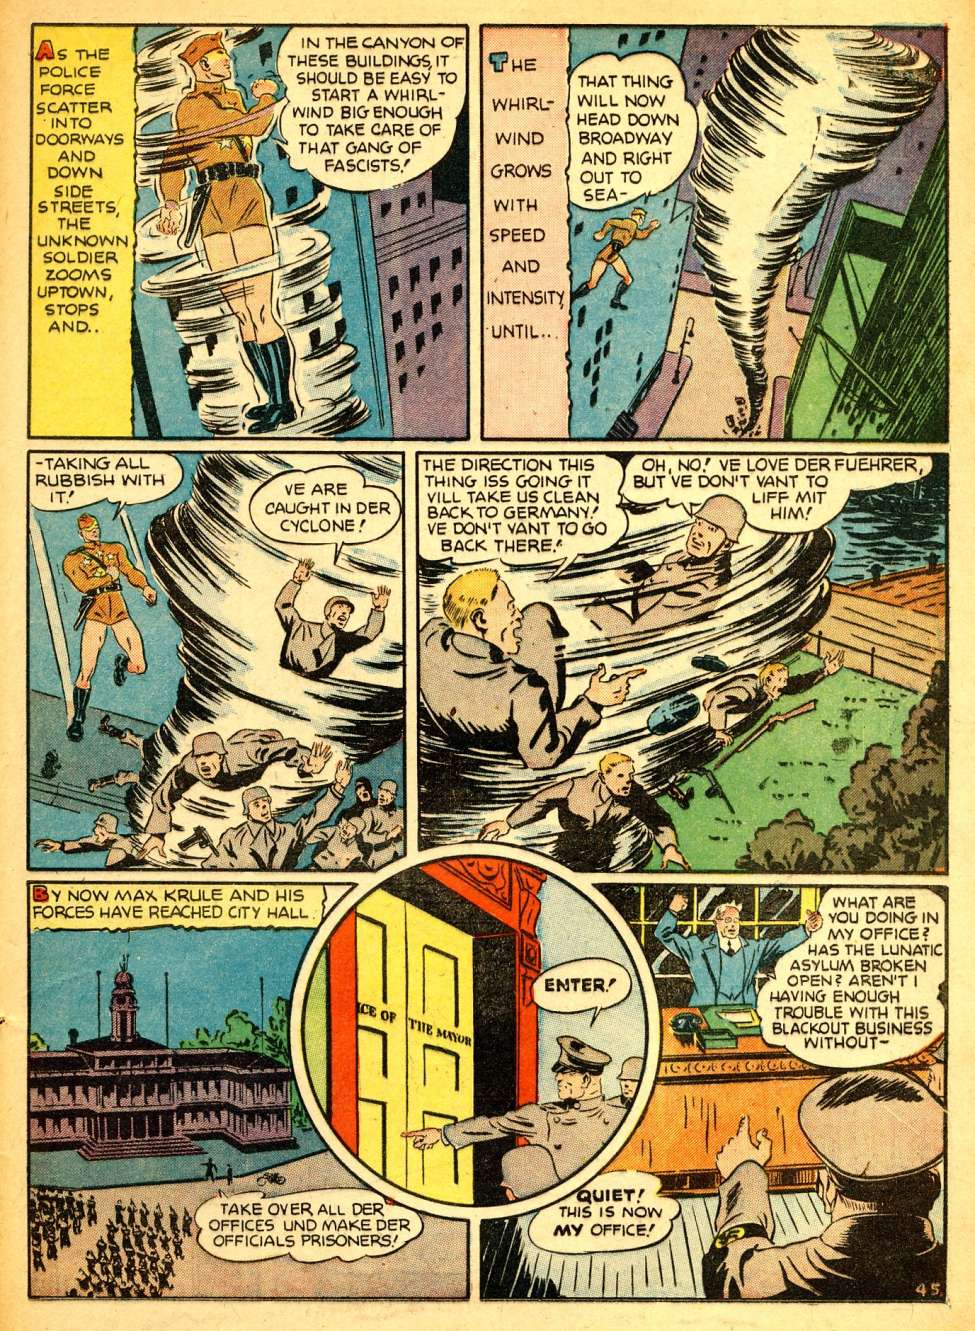 AS THE
POLICE
FORCE
SCATTER
INTO
DOORWAYS
AND
DOWN
SIDE
STREETS,
THE
UNKNOWN
SOLDIER
ZOOMS
UPTOWN,
STOPS
AND..
IN THE CANYON OF
THESE BUILDINGS, IT
SHOULD BE EASY TO
START A WHIRL-
WIND BIG ENOUGH
TO TAKE CARE OF
THAT GANG OF
FASCISTS!
THE
WHIRL-
WIND
GROWS
WITH
SPEED
AND
INTENSITY,
UNTIL...
THAT THING
WILL NOW
HEAD DOWN
BROADWAY
AND RIGHT
OUT TO
SEA-
-TAKING ALL
RUBBISH WITH
IT!
VE ARE
CAUGHT IN DER
CYCLONE!
THE DIRECTION THIS
THING ISS GOING IT
VILL TAKE US CLEAN
BACK TO GERMANY!
VE DON'T VANT TO GO
BACK THERE!
OH, NO! VE LOVE DER FUEHRER,
BUT VE DON'T VANT TO
LIFF MIT
HIM!
BY NOW MAX KRULE AND HIS
FORCES HAVE REACHED CITY HALL.
TAKE OVER ALL DER
OFFICES UND MAKE DER
OFFICIALS PRISONERS!
ICE OF THE MAYOR
ENTER!
WHAT ARE
YOU DOING IN
MY OFFICE?
HAS THE LUNATIC
ASYLUM BROKEN
OPEN? AREN'T I
HAVING ENOUGH
TROUBLE WITH THIS
BLACKOUT BUSINESS
WITHOUT-
QUIET!
THIS IS NOW
MY OFFICE!
45